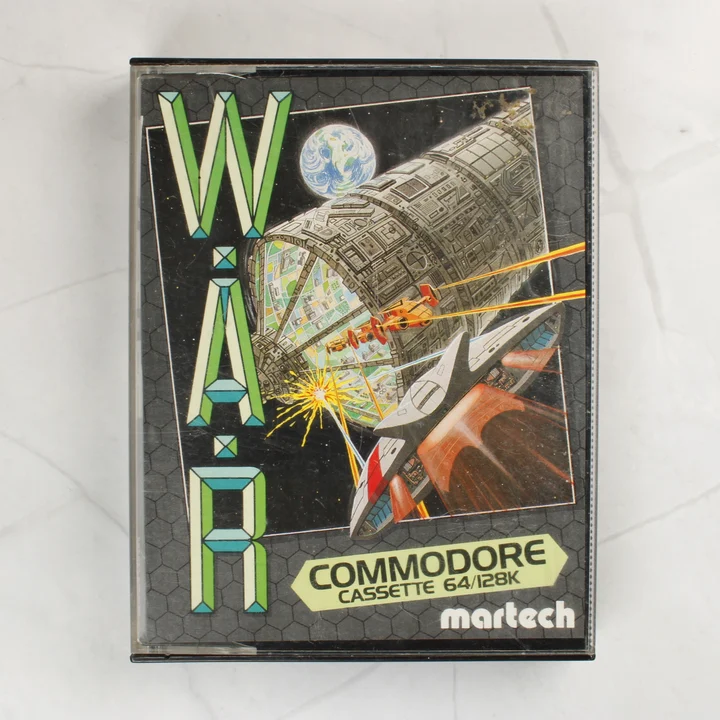 W.A.R
COMMODORE
CASSETTE 64/128K
martech